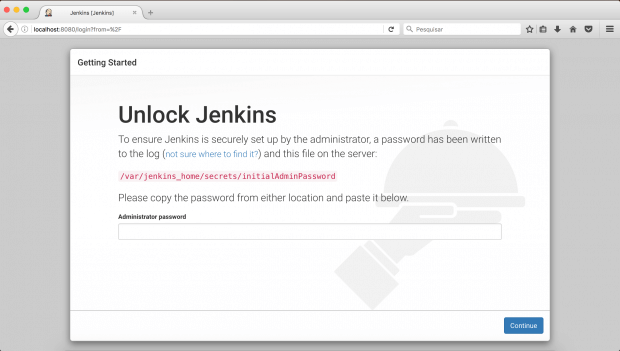 Jenkins [Jenkins]
localhost:8080/login?from=%2F
Pesquisar
Getting Started
Unlock Jenkins
To ensure Jenkins is securely set up by the administrator, a password has been written
to the log (not sure where to find it?) and this file on the server:
/var/jenkins_home/secrets/initialAdminPassword
Please copy the password from either location and paste it below.
Administrator password
Continue